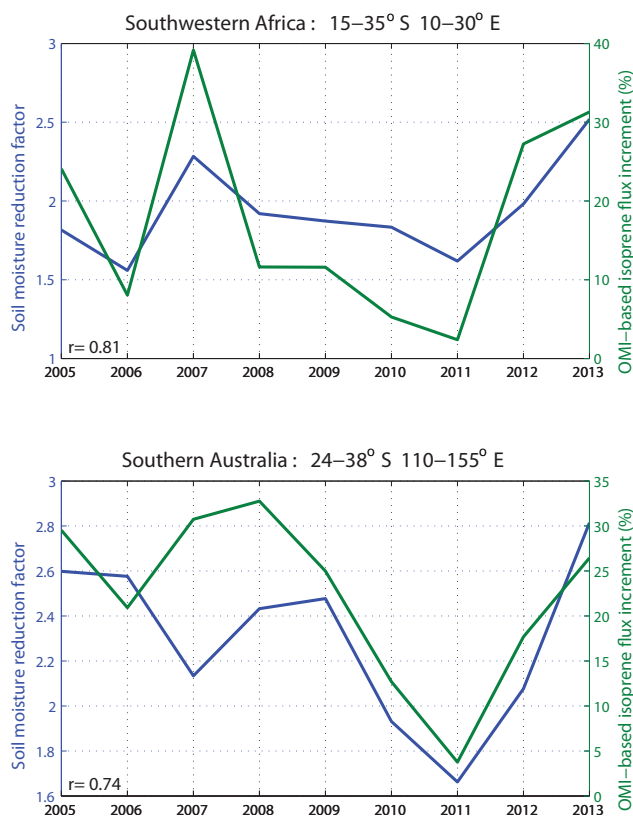 Southwestern Africa : 15−35° S 10−30° E
3
2.5
2
1.5
1
Soil moisture reduction factor
40
30
20
10
0
OMI−based isoprene flux increment (%)
r= 0.81
2005 2006 2007 2008 2009 2010 2011 2012 2013
Southern Australia : 24−38° S 110−155° E
3
2.8
2.6
2.4
2.2
2
1.8
1.6
Soil moisture reduction factor
35
30
25
20
15
10
5
0
OMI−based isoprene flux increment (%)
r= 0.74
2005 2006 2007 2008 2009 2010 2011 2012 2013